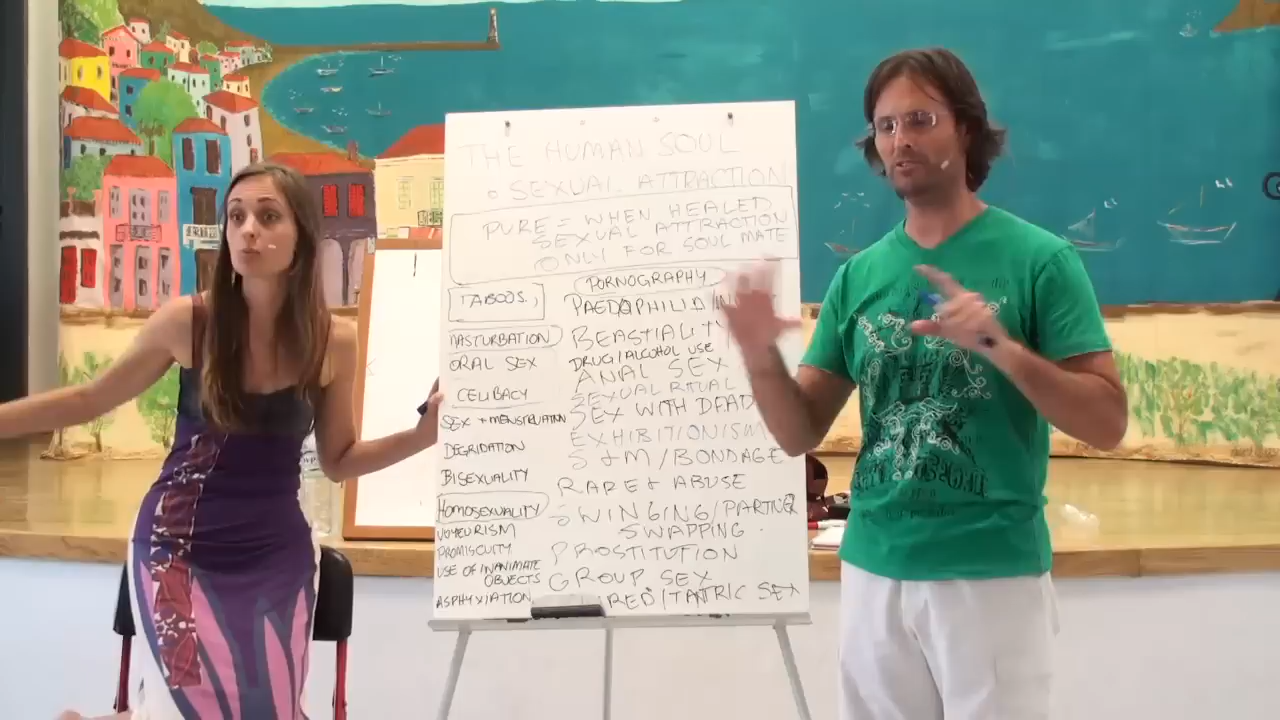 THE HUMAN SOUL
o SEXUAL ATTRACTION
PURE = WHEN HEALED
SEXUAL ATTRACTION
ONLY FOR SOUL MATE
TABOOS.
MASTURBATION
ORAL SEX
CELIBACY
SEX + MENSTRUATION
DEGRIDATION
BISEXUALITY
HOMOSEXUALITY
VOYEURISM
PROMISCUITY
USE OF INANIMATE
OBJECTS
ASPHYXIATION
PORNOGRAPHY
PAEDOPHILIA
BEASTIALITY
DRUG/ALCOHOL USE
ANAL SEX
SEXUAL RITUAL
SEX WITH DEAD
EXHIBITIONISM
S+M/BONDAGE
RAPE + ABUSE
SWINGING/PARTNER
SWAPPING
PROSTITUTION
GROUP SEX
/TANTRIC SEX